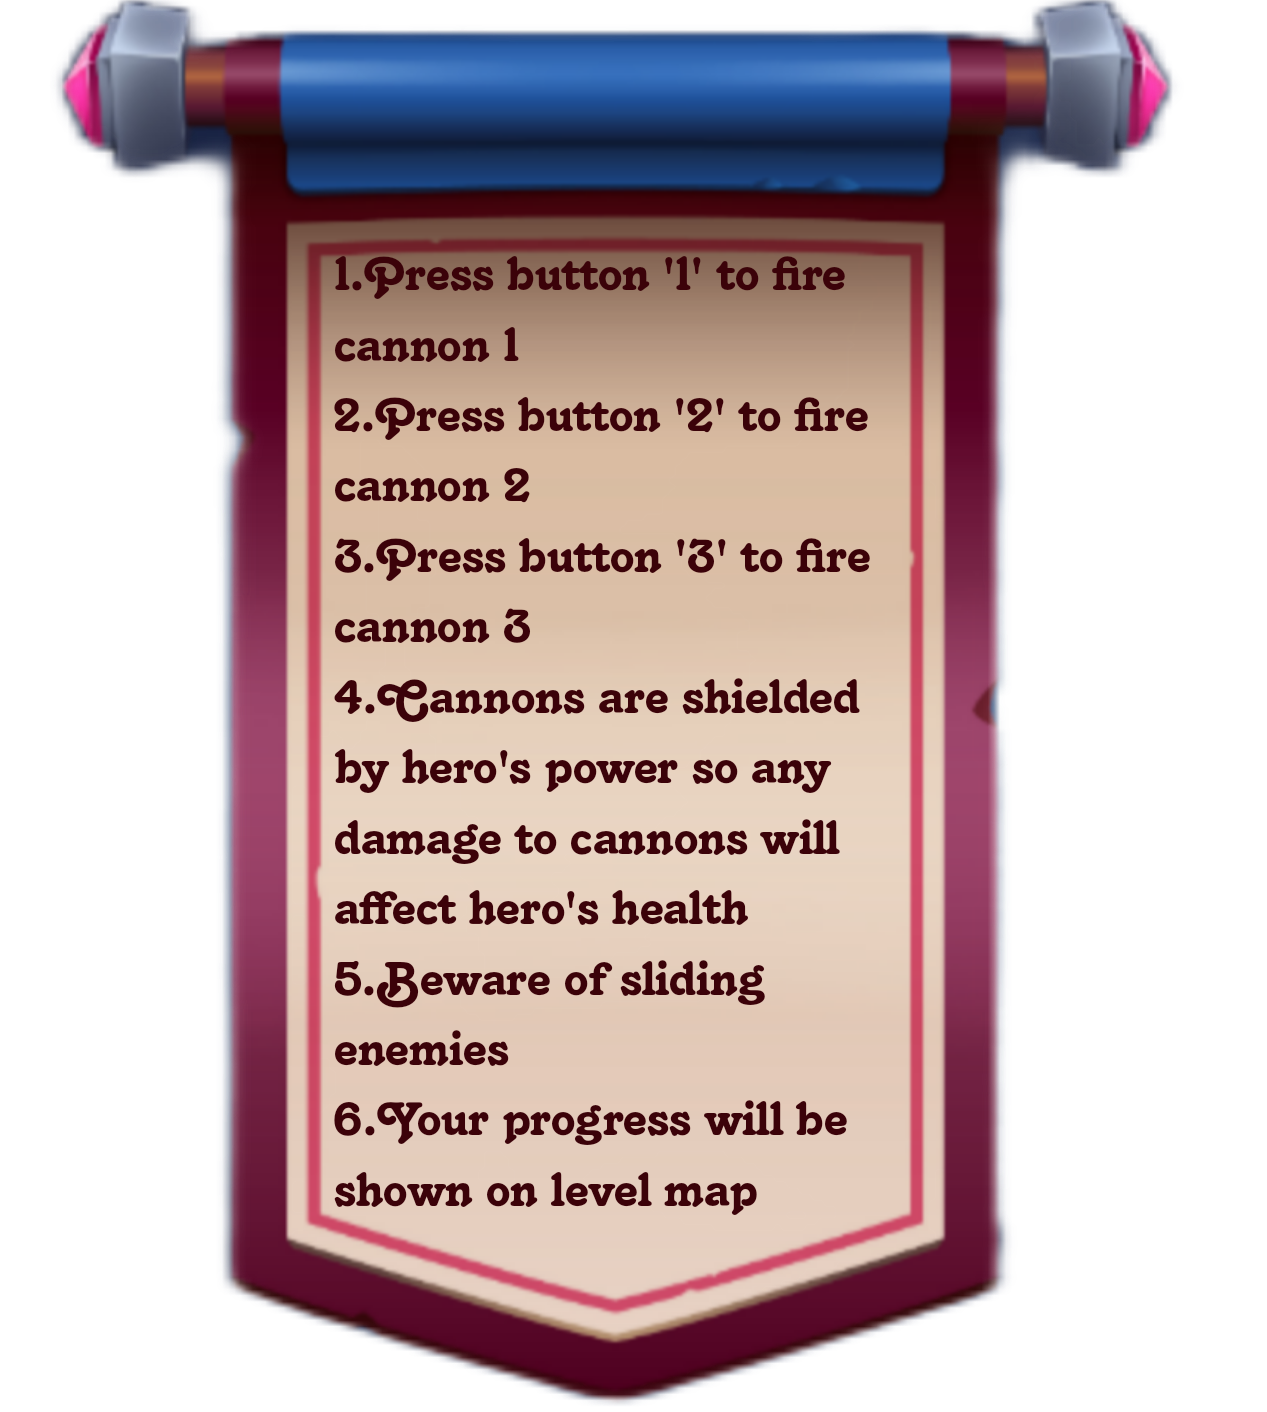 1.Press button '1' to fire
cannon 1
2.Press button '2' to fire
cannon 2
3.Press button '3' to fire
cannon 3
4.Cannons are shielded
by hero's power so any
damage to cannons will
affect hero's health
5.Beware of sliding
enemies
6.Your progress will be
shown on level map